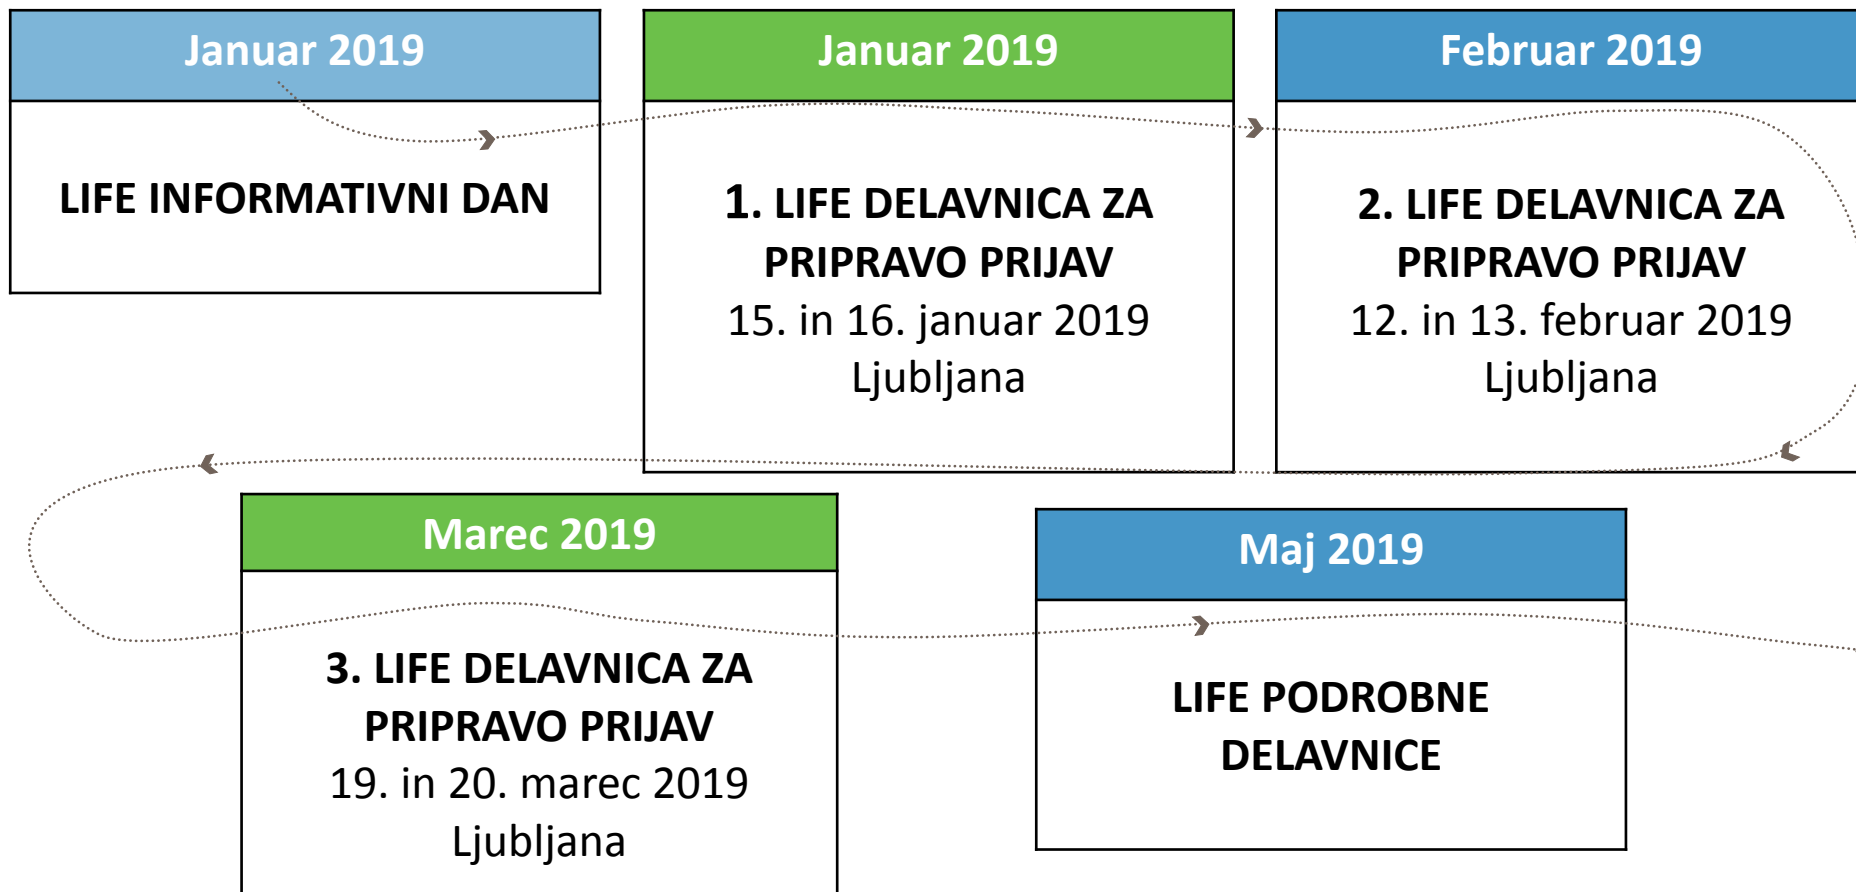 Januar 2019
LIFE INFORMATIVNI DAN
Januar 2019
1. LIFE DELAVNICA ZA
PRIPRAVO PRIJAV
15. in 16. januar 2019
Ljubljana
Februar 2019
2. LIFE DELAVNICA ZA
PRIPRAVO PRIJAV
12. in 13. februar 2019
Ljubljana
Marec 2019
3. LIFE DELAVNICA ZA
PRIPRAVO PRIJAV
19. in 20. marec 2019
Ljubljana
Maj 2019
LIFE PODROBNE
DELAVNICE